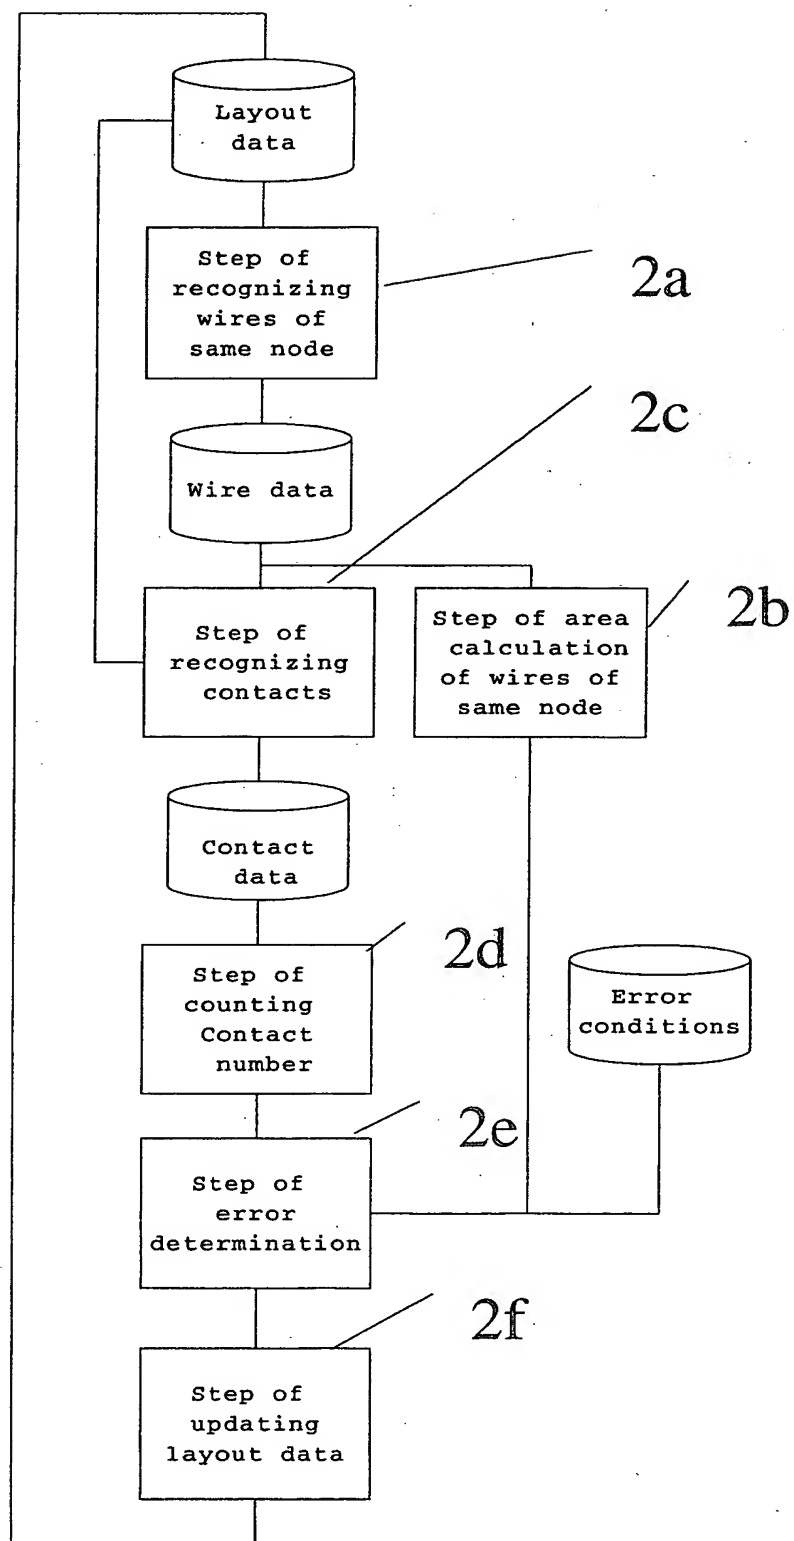 Layout
data
Step of
recognizing
wires of
same node
2a
2c
Wire data
Step of
recognizing
contacts
Step of area
calculation
of wires of
same node
2b
Contact
data
2d
Step of
counting
Contact
number
Error
conditions
2e
Step of
error
determination
2f
Step of
updating
layout data